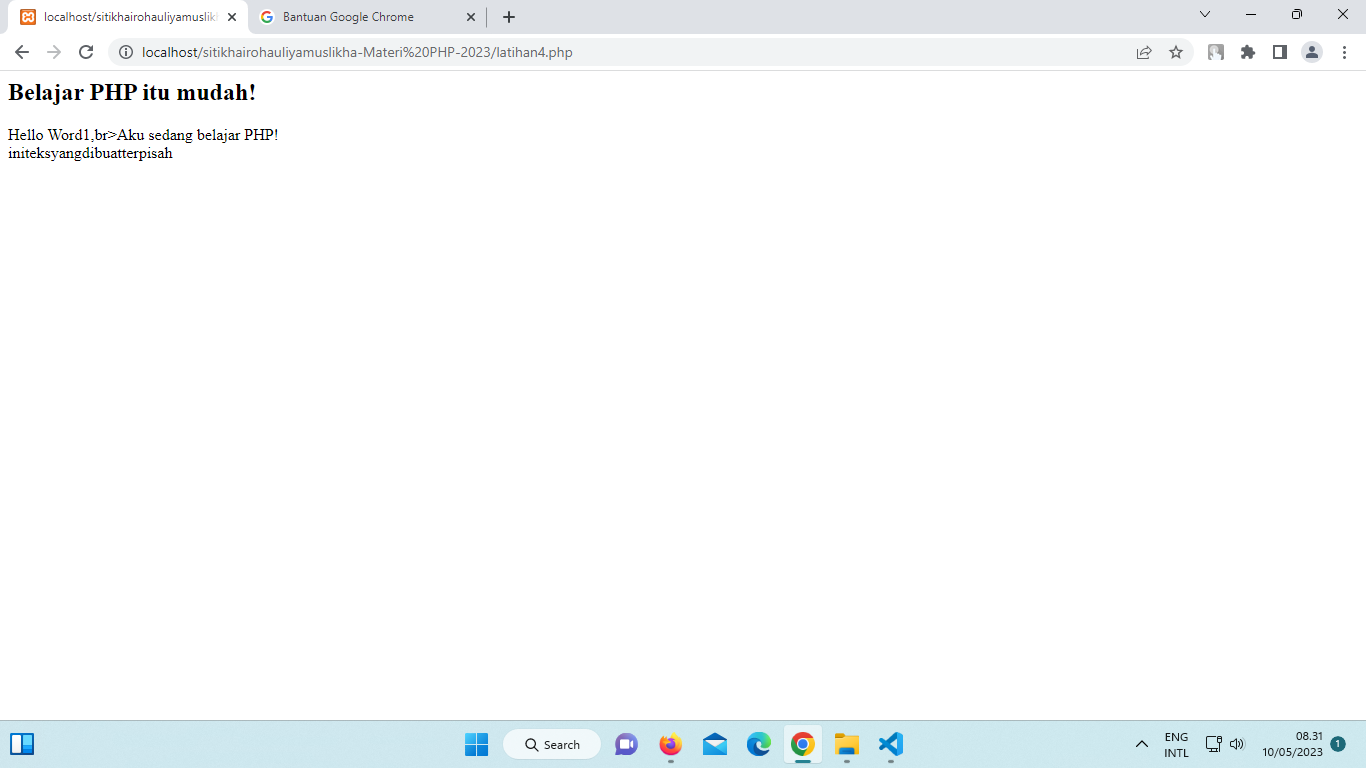 localhost/sitikhairohauliyamuslikh
Bantuan Google Chrome
localhost/sitikhairohauliyamuslikha-Materi%20PHP-2023/latihan4.php
Belajar PHP itu mudah!
Hello Word1,br>Aku sedang belajar PHP!
initeksyangdibuatterpisah
Search
ENG
INTL
08.31
10/05/2023
1